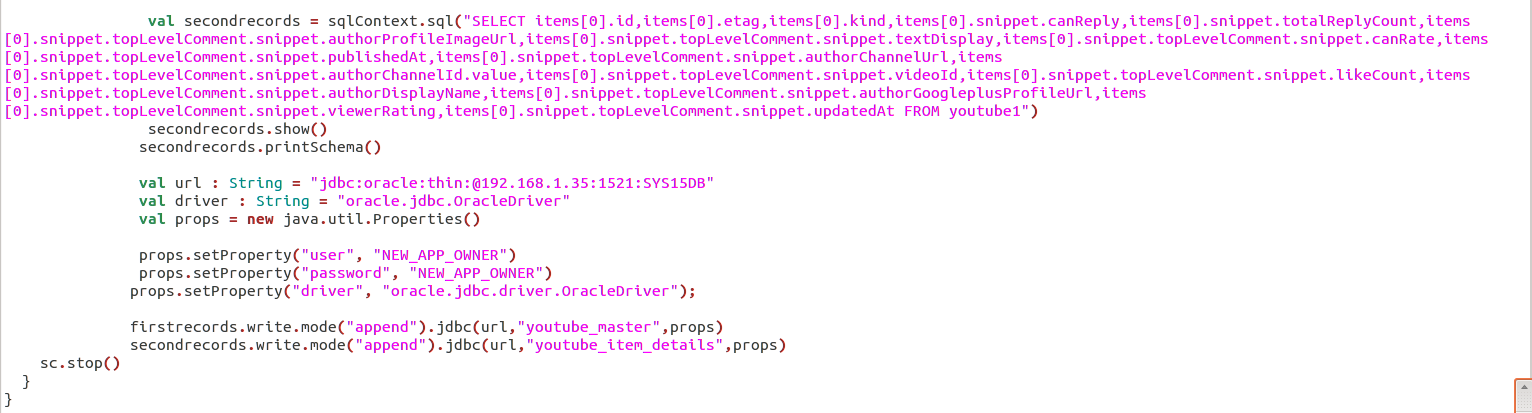 val secondrecords = sqlContext.sql("SELECT items[0].id,items[0].etag,items[0].kind,items[0].snippet.canReply,items[0].snippet.totalReplyCount,items
[0].snippet.topLevelComment.snippet.authorProfileImageUrl,items[0].snippet.topLevelComment.snippet.textDisplay,items[0].snippet.topLevelComment.snippet.canRate,items
[0].snippet.topLevelComment.snippet.publishedAt,items[0].snippet.topLevelComment.snippet.authorChannelUrl,items
[0].snippet.topLevelComment.snippet.authorChannelId.value,items[0].snippet.topLevelComment.snippet.videoId,items[0].snippet.topLevelComment.snippet.likeCount,items
[0].snippet.topLevelComment.snippet.authorDisplayName,items[0].snippet.topLevelComment.snippet.authorGoogleplusProfileUrl,items
[0].snippet.topLevelComment.snippet.viewerRating,items[0].snippet.topLevelComment.snippet.updatedAt FROM youtube1")
secondrecords.show()
secondrecords.printSchema()
val url : String = "jdbc:oracle:thin:@192.168.1.35:1521:SYS15DB"
val driver : String = "oracle.jdbc.OracleDriver"
val props = new java.util.Properties()
props.setProperty("user", "NEW_APP_OWNER")
props.setProperty("password", "NEW_APP_OWNER")
props.setProperty("driver", "oracle.jdbc.driver.OracleDriver");
firstrecords.write.mode("append").jdbc(url,"youtube_master",props)
secondrecords.write.mode("append").jdbc(url,"youtube_item_details",props)
sc.stop()
}
}